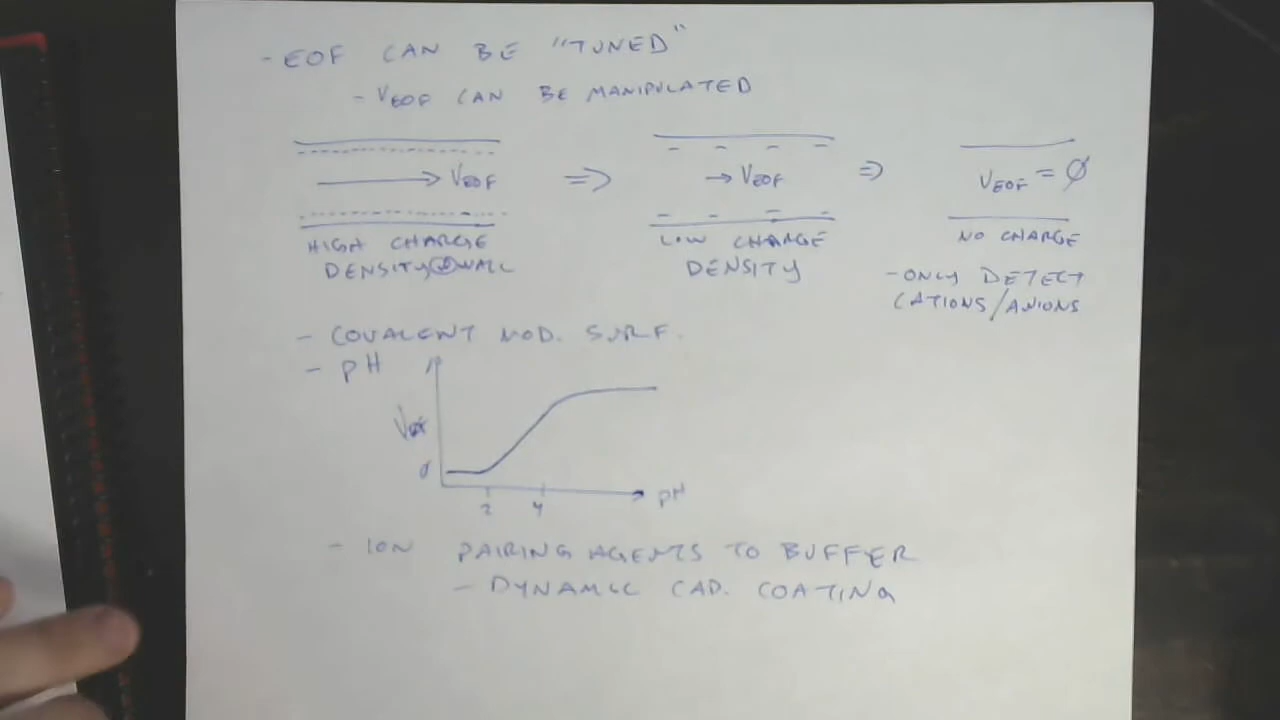 - EOF CAN BE "TUNED"
- VEOF CAN BE MANIPULATED
→ VEOF ⇒ → VEOF ⇒ VEOF = Ø
HIGH CHARGE DENSITY@WALL
LOW CHARGE DENSITY
NO CHARGE
- ONLY DETECT CATIONS/ANIONS
- COVALENT MOD. SURF.
- pH
VEOF
0
2 4
pH
- ION PAIRING AGENTS TO BUFFER
- DYNAMIC CAP. COATING